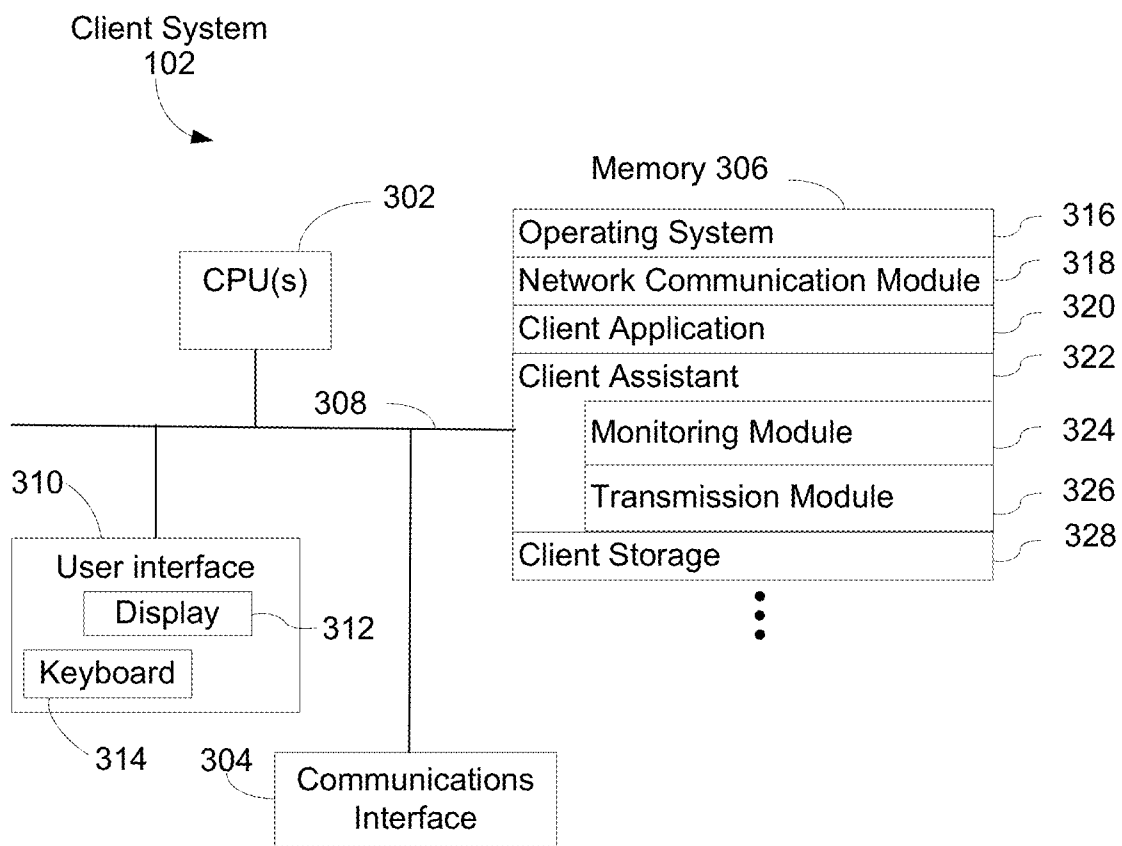 Client System
102
Memory 306
302
CPU(s)
Operating System
316
Network Communication Module
318
Client Application
320
Client Assistant
322
308
Monitoring Module
324
Transmission Module
326
Client Storage
328
310
User interface
Display
312
Keyboard
314
304
Communications
Interface